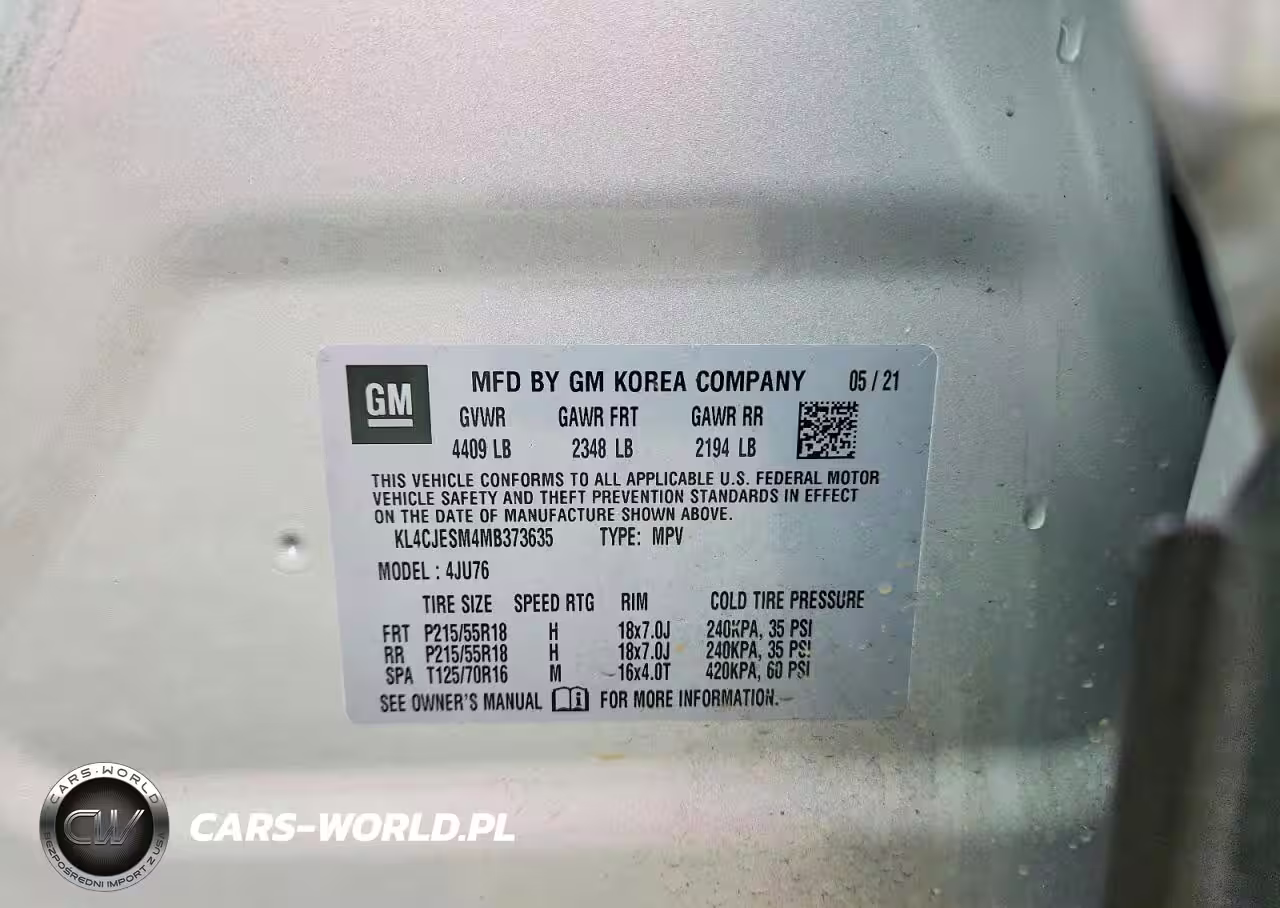 GM
MFD BY GM KOREA COMPANY 05 / 21
GVWR GAWR FRT GAWR RR
4409 LB 2348 LB 2194 LB
THIS VEHICLE CONFORMS TO ALL APPLICABLE U.S. FEDERAL MOTOR
VEHICLE SAFETY AND THEFT PREVENTION STANDARDS IN EFFECT
ON THE DATE OF MANUFACTURE SHOWN ABOVE.
KL4CJESM4MB373635 TYPE: MPV
MODEL : 4JU76
TIRE SIZE SPEED RTG RIM COLD TIRE PRESSURE
FRT P215/55R18 H 18x7.0J 240KPA, 35 PSI
RR P215/55R18 H 18x7.0J 240KPA, 35 PSI
SPA T125/70R16 M 16x4.0T 420KPA, 60 PSI
SEE OWNER'S MANUAL i FOR MORE INFORMATION.
CARS-WORLD
CW
BEZPOŚREDNI IMPORT Z USA
CARS-WORLD.PL